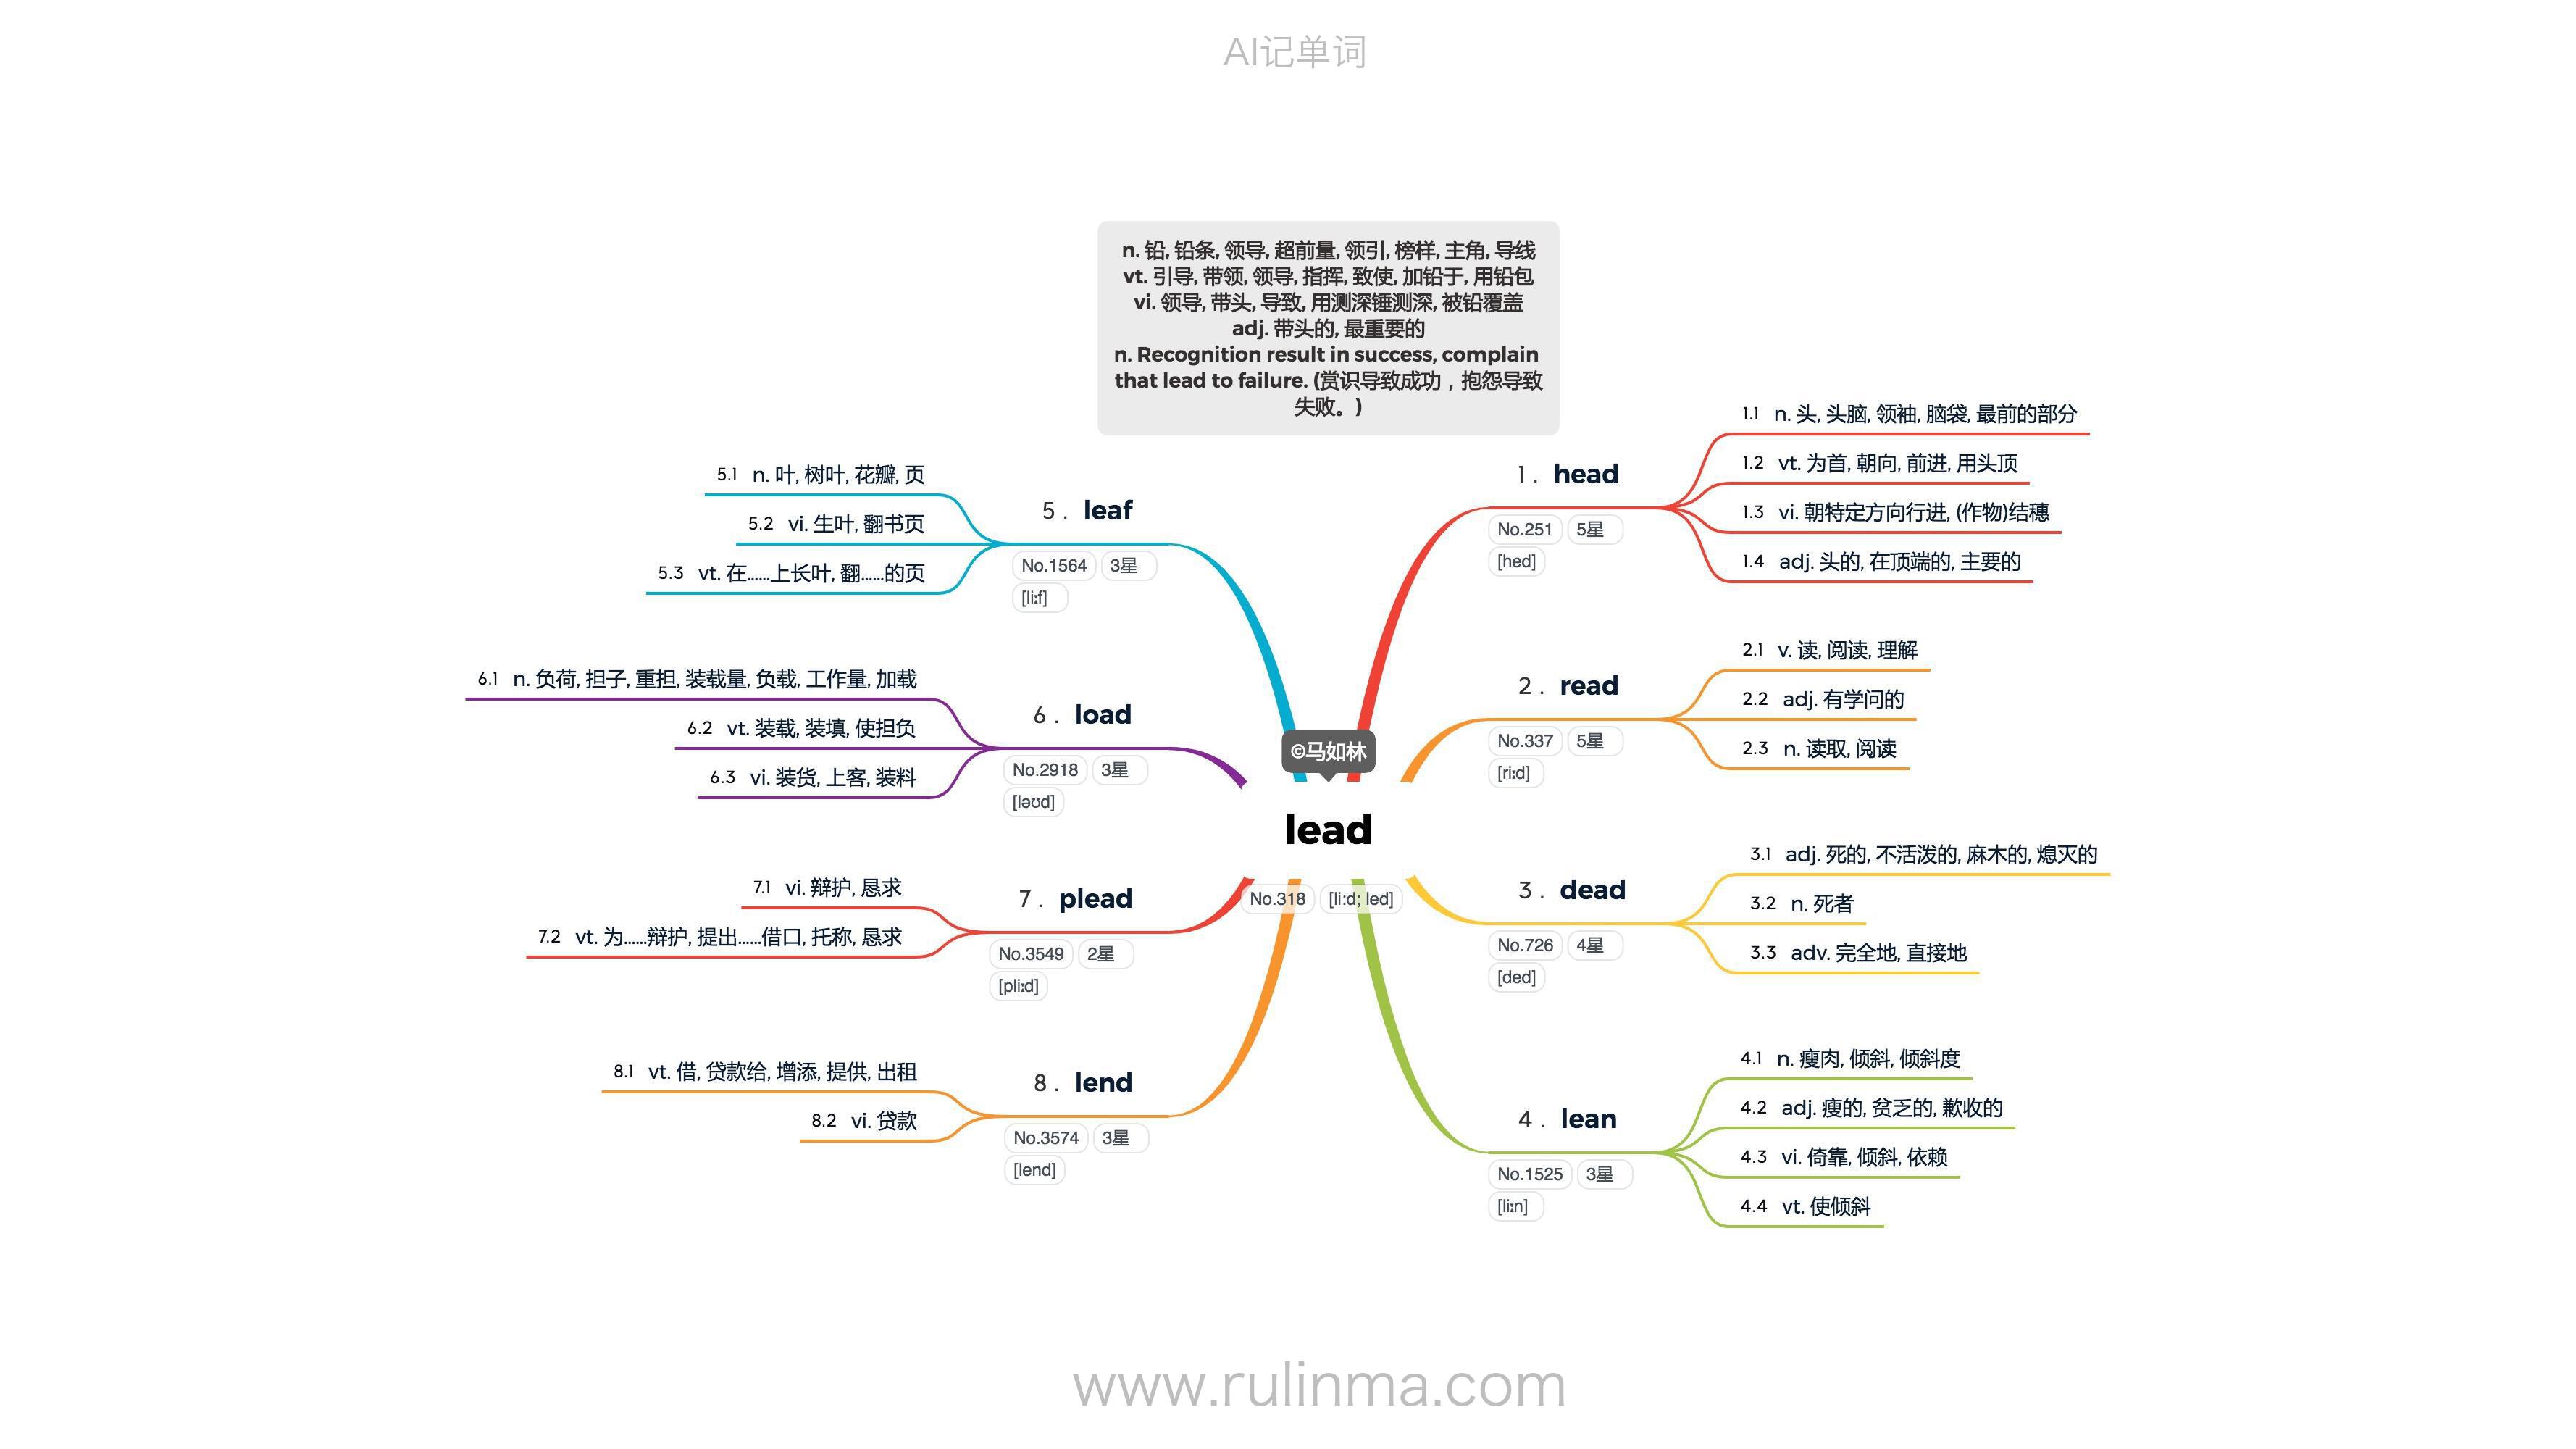 AI记单词
n. 铅, 铅条, 领导, 超前量, 领引, 榜样, 主角, 导线
vt. 引导, 带领, 领导, 指挥, 致使, 加铅于, 用铅包
vi. 领导, 带头, 导致, 用测深锤测深, 被铅覆盖
adj. 带头的, 最重要的
n. Recognition result in success, complain
that lead to failure. (赏识导致成功，抱怨导致
失败。)
©马如林
lead
No.318 [li:d; led]
1 . head
No.251 5星
[hed]
1.1 n. 头, 头脑, 领袖, 脑袋, 最前的部分
1.2 vt. 为首, 朝向, 前进, 用头顶
1.3 vi. 朝特定方向行进, (作物)结穗
1.4 adj. 头的, 在顶端的, 主要的
2 . read
No.337 5星
[ri:d]
2.1 v. 读, 阅读, 理解
2.2 adj. 有学问的
2.3 n. 读取, 阅读
3 . dead
No.726 4星
[ded]
3.1 adj. 死的, 不活泼的, 麻木的, 熄灭的
3.2 n. 死者
3.3 adv. 完全地, 直接地
4 . lean
No.1525 3星
[li:n]
4.1 n. 瘦肉, 倾斜, 倾斜度
4.2 adj. 瘦的, 贫乏的, 歉收的
4.3 vi. 倚靠, 倾斜, 依赖
4.4 vt. 使倾斜
5 . leaf
No.1564 3星
[li:f]
5.1 n. 叶, 树叶, 花瓣, 页
5.2 vi. 生叶, 翻书页
5.3 vt. 在……上长叶, 翻……的页
6 . load
No.2918 3星
[ləʊd]
6.1 n. 负荷, 担子, 重担, 装载量, 负载, 工作量, 加载
6.2 vt. 装载, 装填, 使担负
6.3 vi. 装货, 上客, 装料
7 . plead
No.3549 2星
[pli:d]
7.1 vi. 辩护, 恳求
7.2 vt. 为……辩护, 提出……借口, 托称, 恳求
8 . lend
No.3574 3星
[lend]
8.1 vt. 借, 贷款给, 增添, 提供, 出租
8.2 vi. 贷款
www.rulinma.com